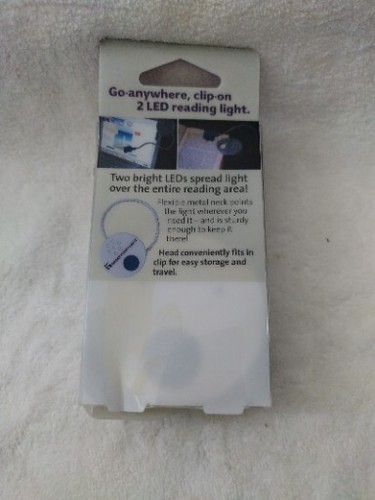 Go-anywhere, clip-on
2 LED reading light.
Two bright LEDs spread light
over the entire reading area!
Flexible metal neck points
the light wherever you
need it – and is sturdy
enough to keep it
there!
Head conveniently fits in
clip for easy storage and
travel.